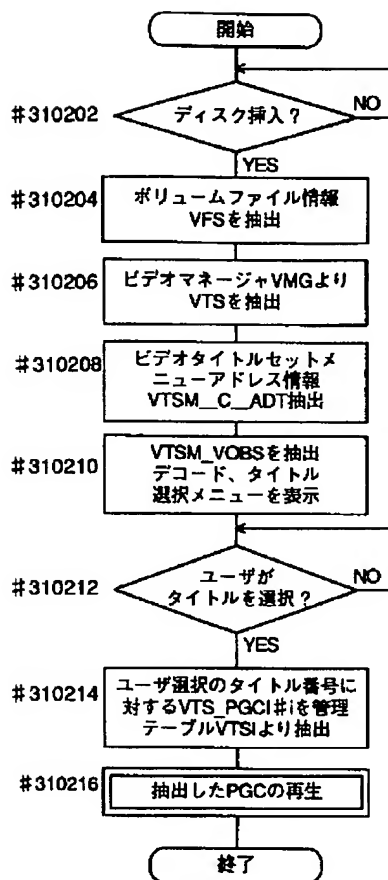 開始
#310202
ディスク挿入?
NO
YES
#310204
ボリュームファイル情報
VFSを抽出
#310206
ビデオマネージャVMGより
VTSを抽出
#310208
ビデオタイトルセットメ
ニューアドレス情報
VTSM__C__ADT抽出
#310210
VTSM_VOBSを抽出
デコード、タイトル
選択メニューを表示
#310212
ユーザが
タイトルを選択?
NO
YES
#310214
ユーザ選択のタイトル番号に
対するVTS_PGCI#iを管理
テーブルVTSIより抽出
#310216
抽出したPGCの再生
終了